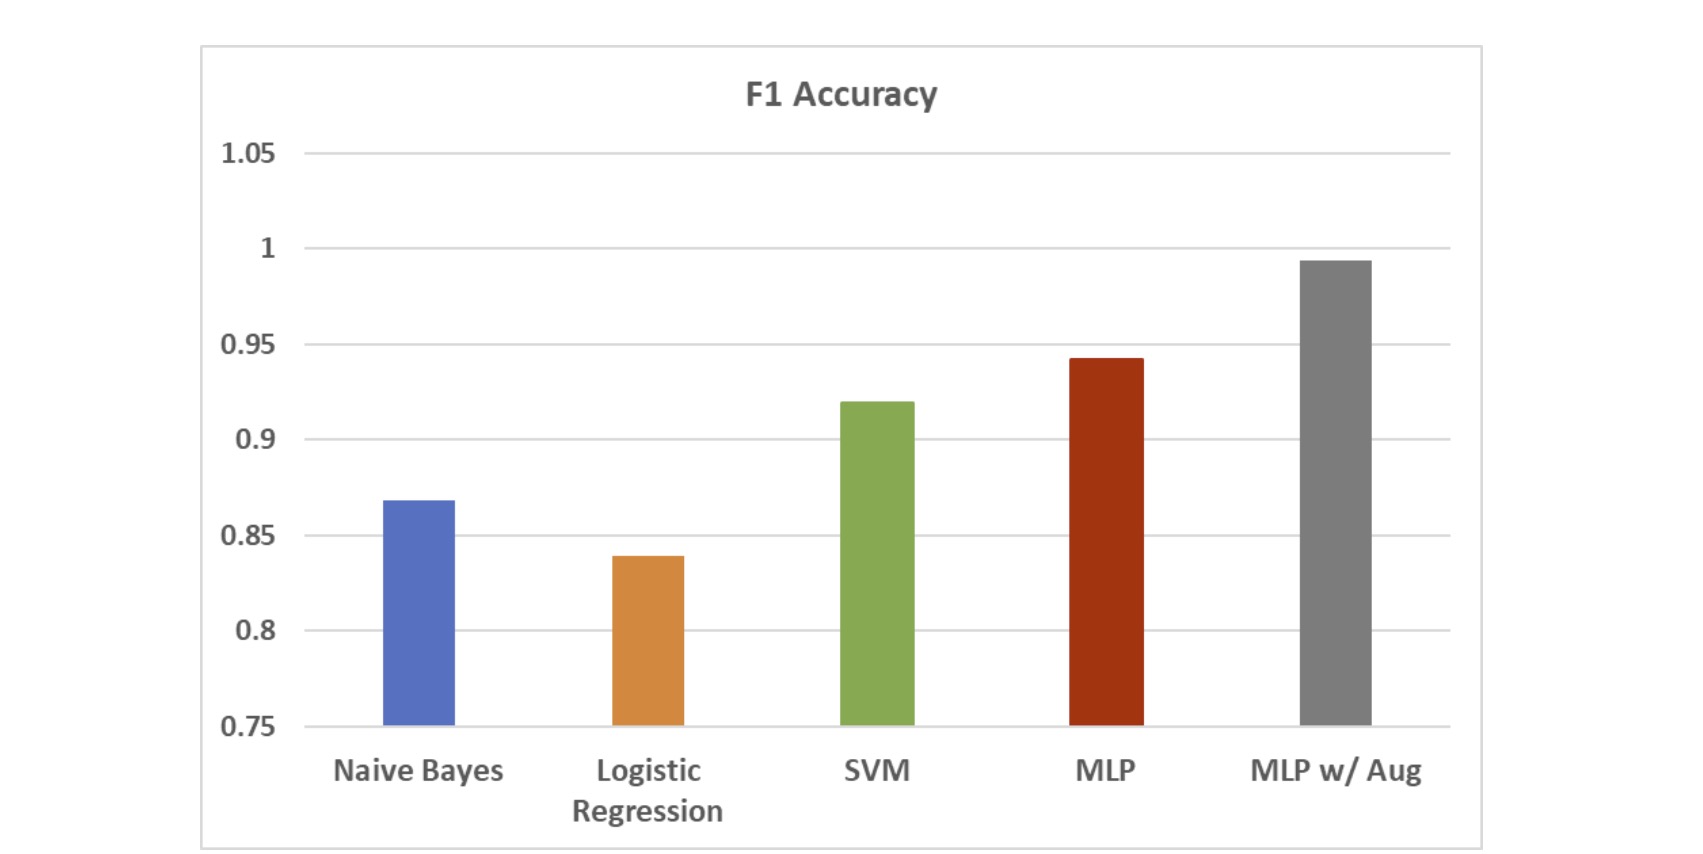 F1 Accuracy
1.05
1
0.95
0.9
0.85
0.8
0.75
Naive Bayes
Logistic
Regression
SVM
MLP
MLP w/ Aug